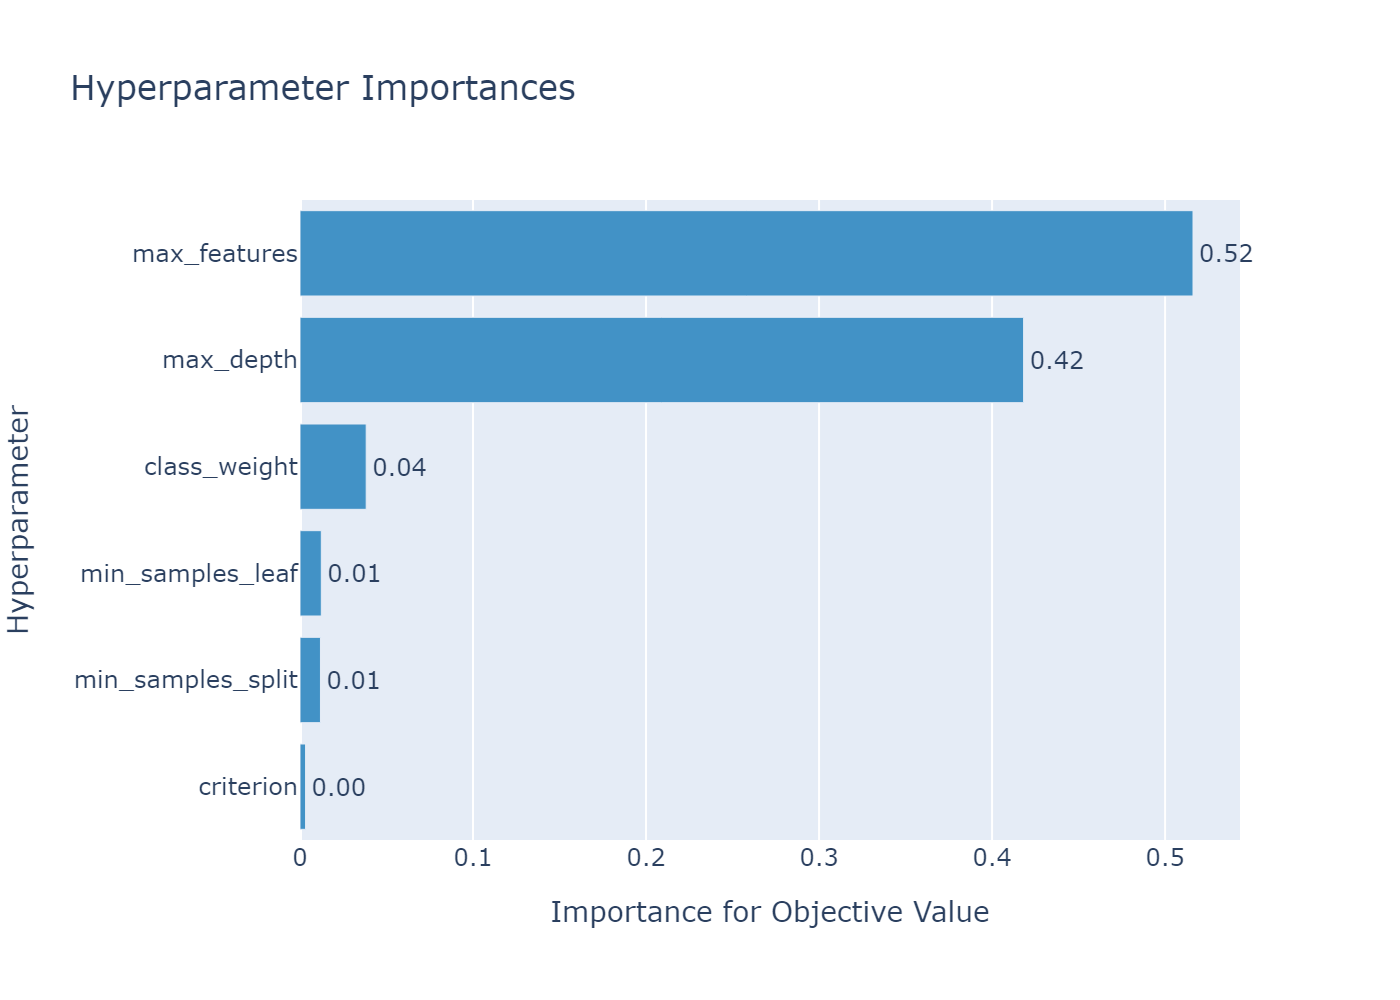 Hyperparameter Importances
Hyperparameter
max_features 0.52
max_depth 0.42
class_weight 0.04
min_samples_leaf 0.01
min_samples_split 0.01
criterion 0.00
0 0.1 0.2 0.3 0.4 0.5
Importance for Objective Value